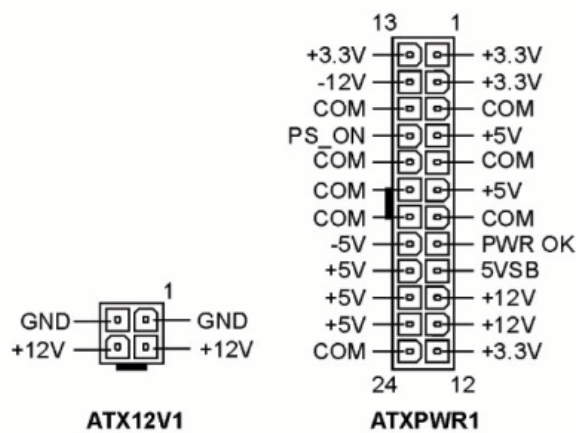 13 1
+3.3V +3.3V
-12V +3.3V
COM COM
PS_ON +5V
COM COM
COM +5V
COM COM
-5V PWR OK
+5V 5VSB
+5V +12V
+5V +12V
COM +3.3V
24 12
ATXPWR1
1
GND GND
+12V +12V
ATX12V1